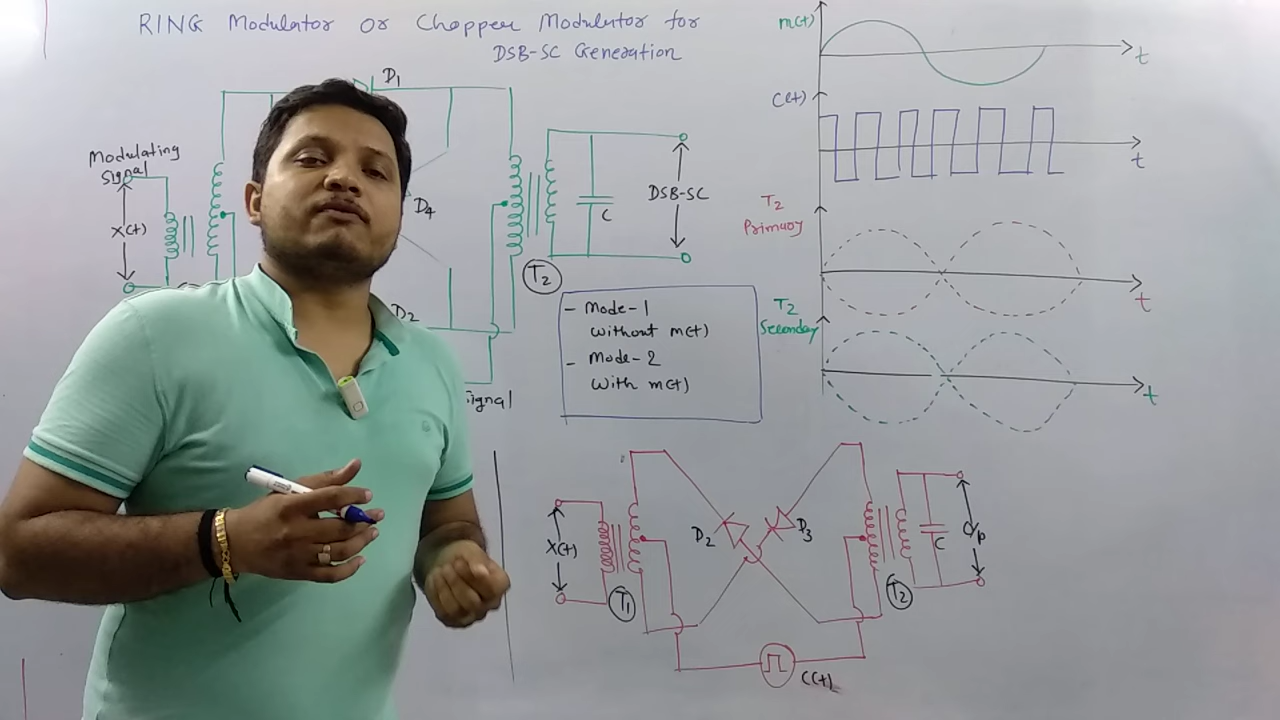 RING Modulator or Chopper Modulator for
DSB-SC Generation
D1
Modulating
Signal
X(t)
D4
D2
C
DSB-SC
T2
Signal
- Mode-1
without m(t)
- Mode-2
with m(t)
m(t)
t
C(t)
t
T2
Primary
t
T2
Secondary
t
X(t)
T1
D2
D3
T2
C
O/p
C(t)